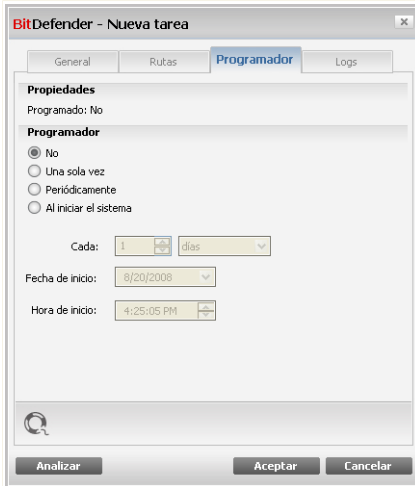 BitDefender - Nueva tarea
General Rutas Programador Logs
Propiedades
Programado: No
Programador
No
Una sola vez
Periódicamente
Al iniciar el sistema
Cada: 1 días
Fecha de inicio: 8/20/2008
Hora de inicio: 4:25:05 PM
Analizar Aceptar Cancelar